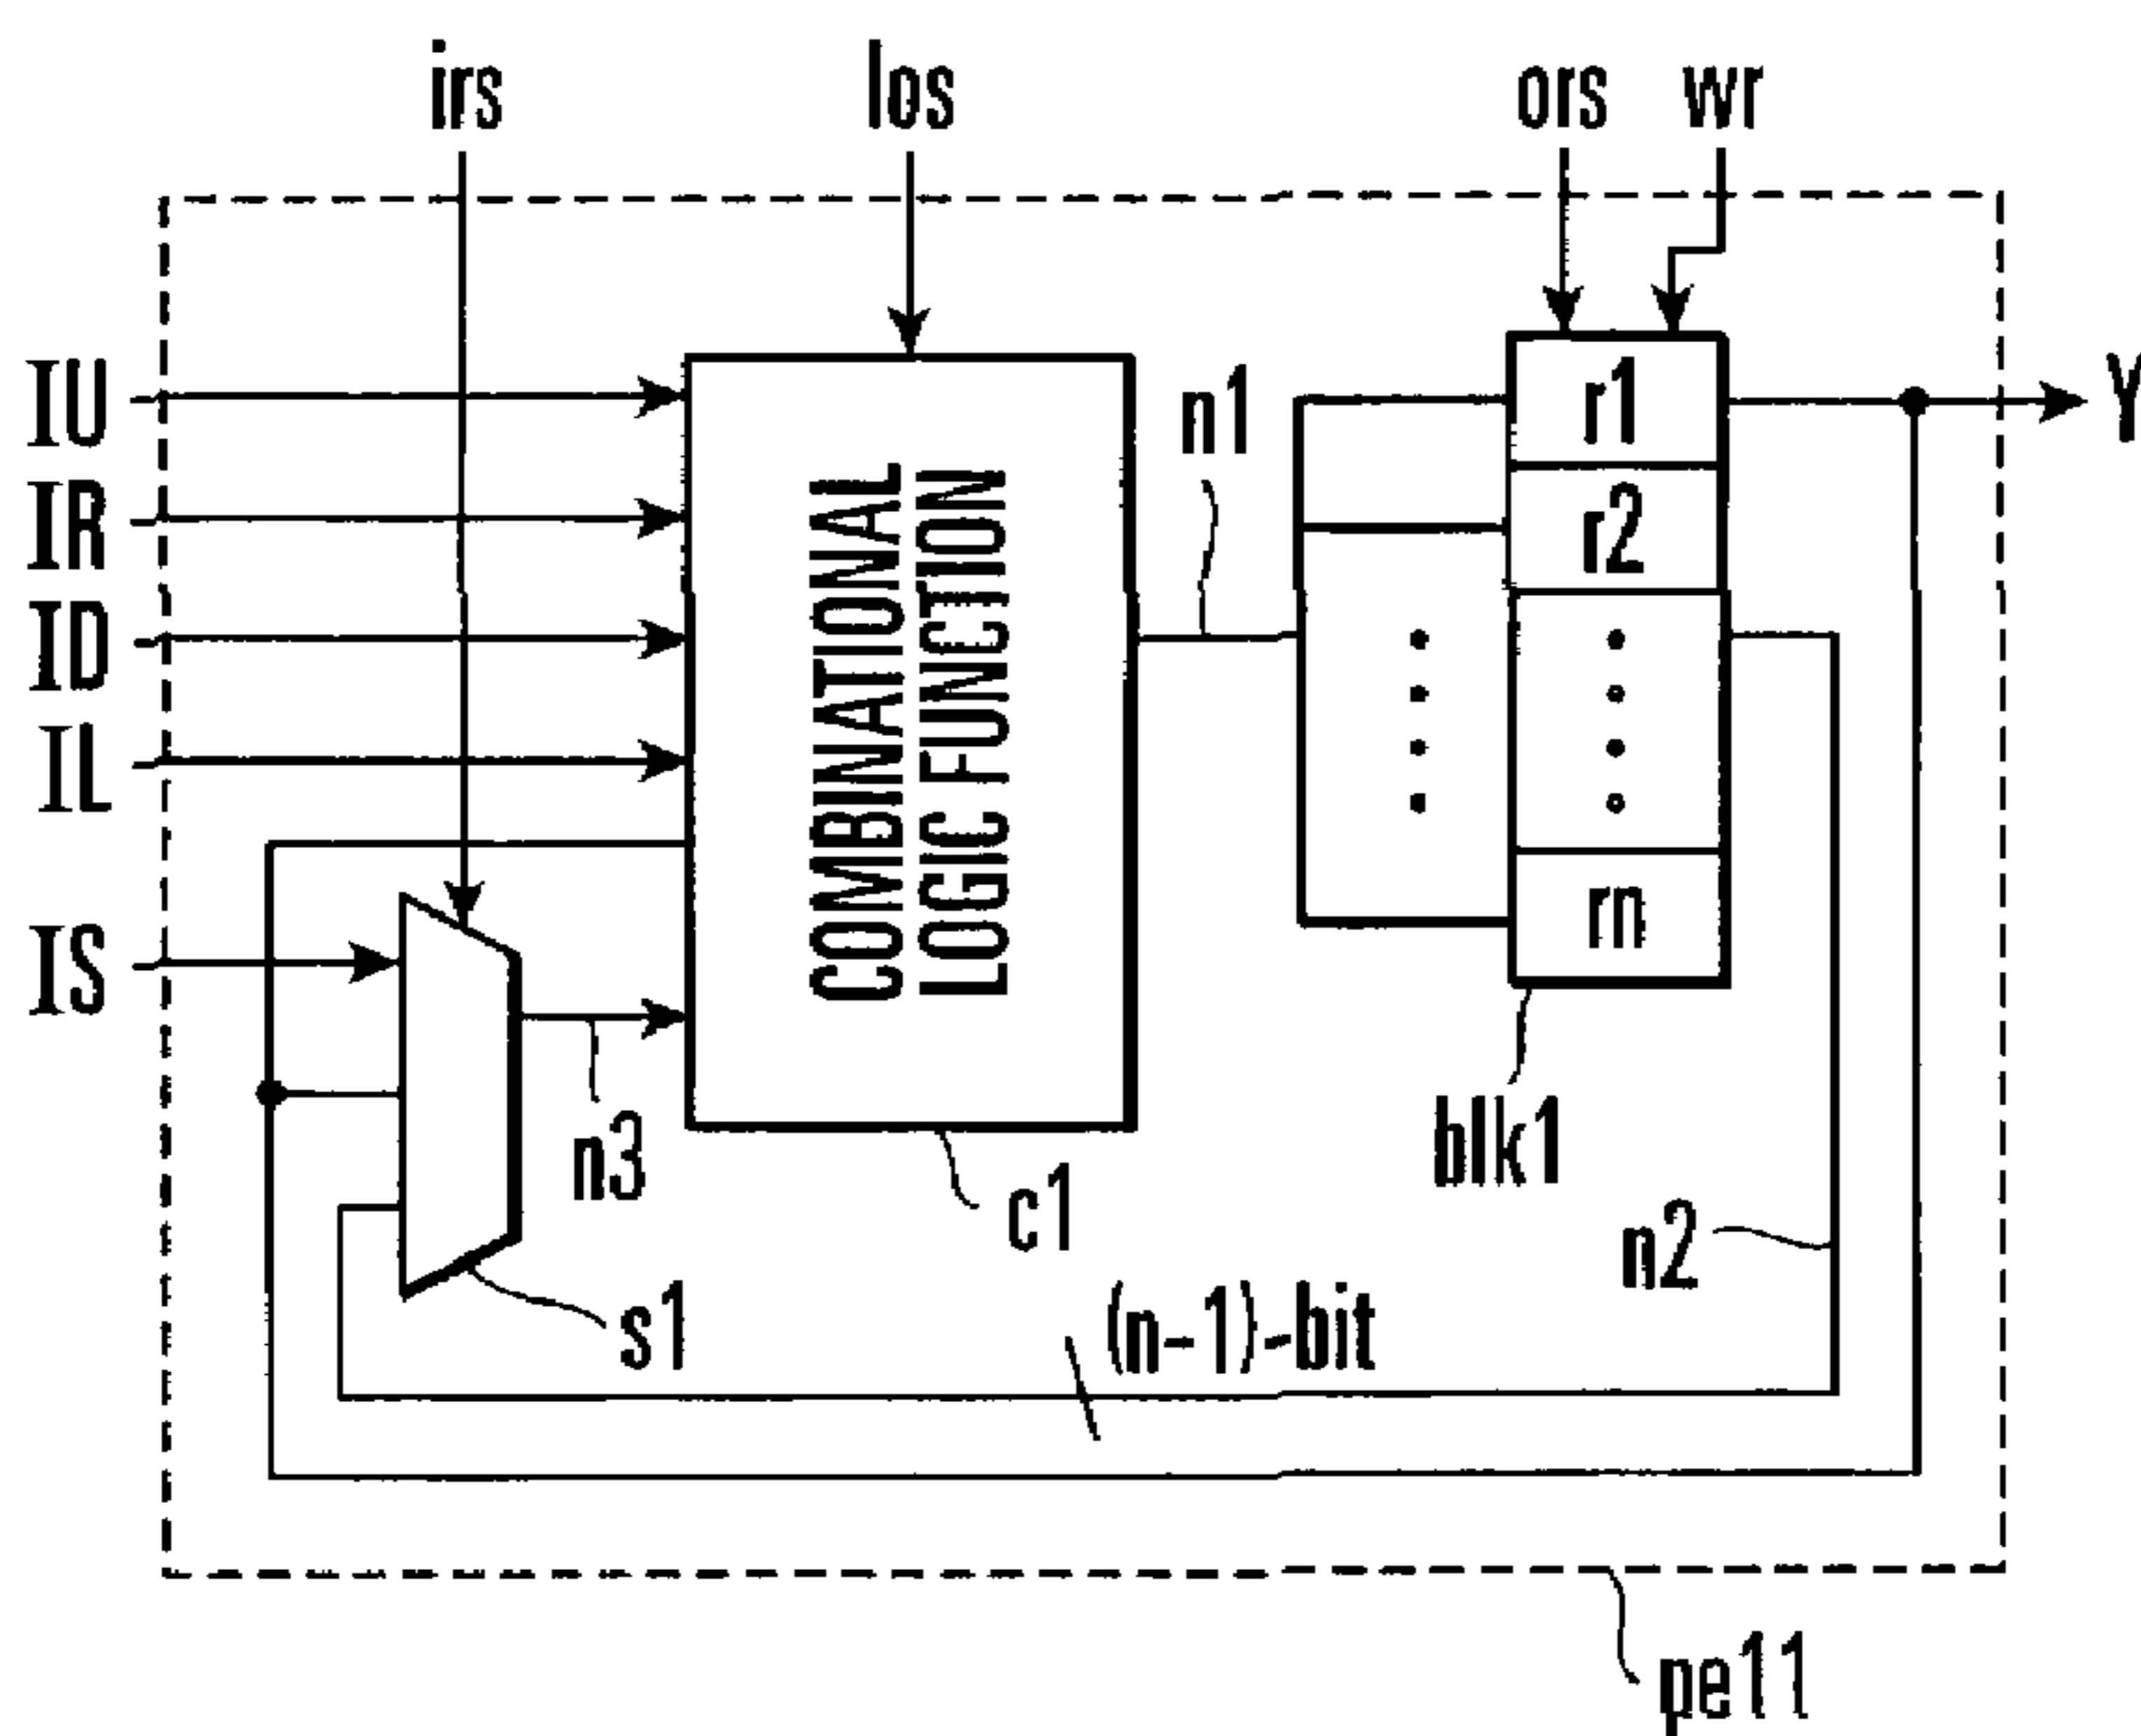 irs
los
ors
wr
IU
IR
ID
IL
IS
Y
COMBINATIONAL
LOGIC FUNCTION
n1
r1
r2
rn
n3
c1
blk1
n2
s1
(n-1)-bit
pe11